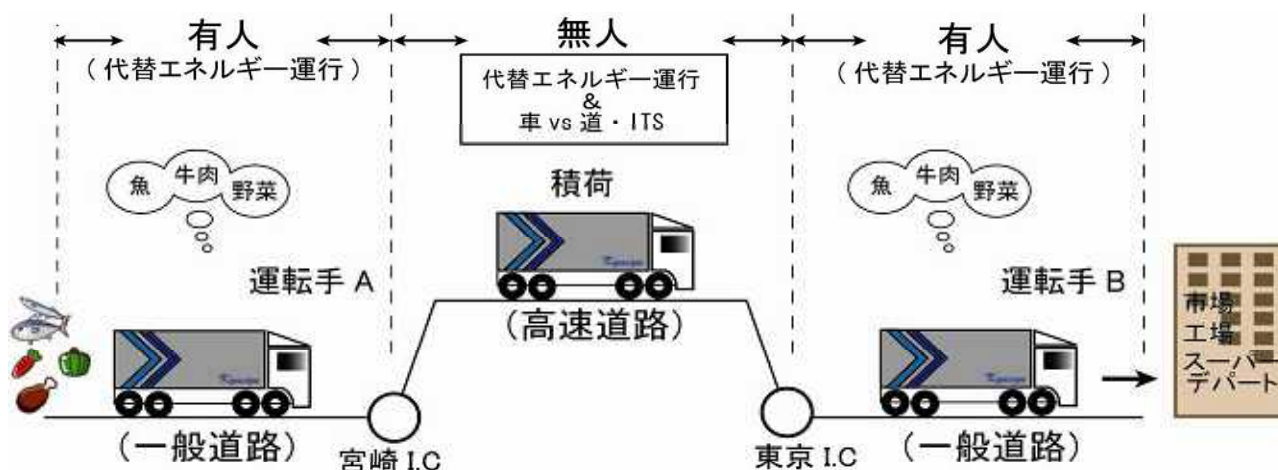 有人
(代替エネルギー運行)
無人
代替エネルギー運行
&
車 vs 道・ITS
有人
(代替エネルギー運行)
魚
牛肉
野菜
積荷
魚
牛肉
野菜
運転手 A
運転手 B
(高速道路)
市場
工場
スーパー
デパート
(一般道路)
宮崎 I.C
東京 I.C
(一般道路)